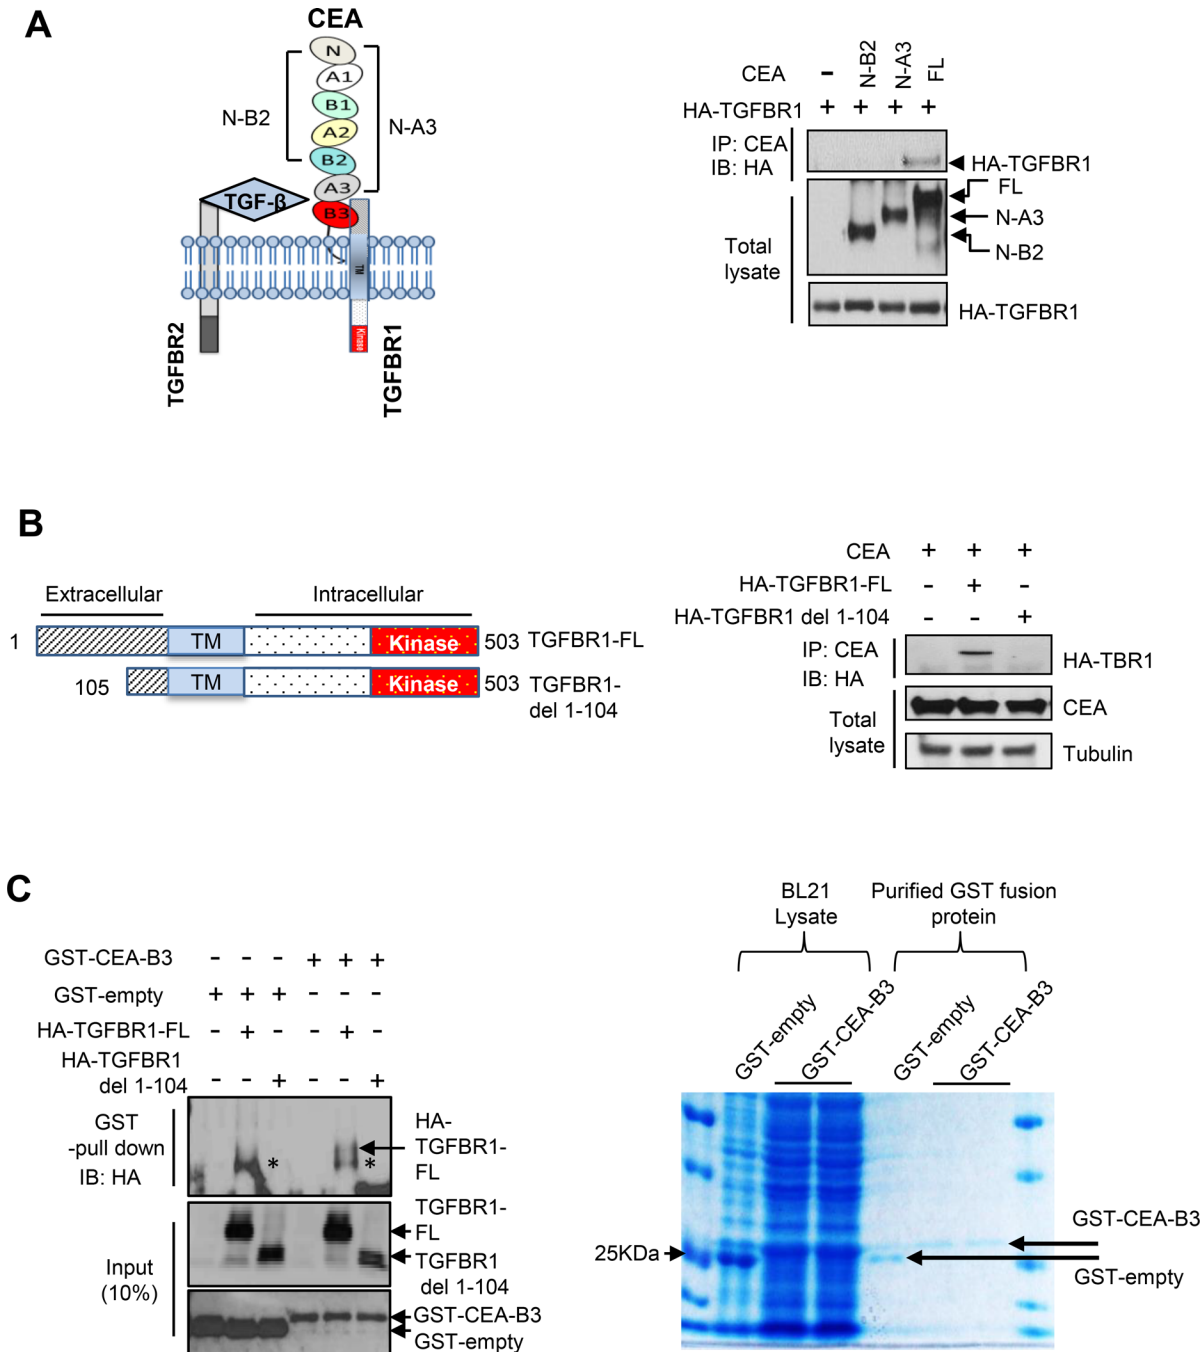 A
CEA
N
A1
B1
A2
B2
A3
B3
N-B2
N-A3
TGF-β
TM
Kinase
TGFBR2
TGFBR1
CEA - N-B2 N-A3 FL
HA-TGFBR1 + + + +
IP: CEA
IB: HA
HA-TGFBR1
FL
N-A3
N-B2
Total
lysate
HA-TGFBR1
B
Extracellular Intracellular
1 TM Kinase 503 TGFBR1-FL
105 TM Kinase 503 TGFBR1-
del 1-104
CEA + + +
HA-TGFBR1-FL - + -
HA-TGFBR1 del 1-104 - - +
IP: CEA
IB: HA
HA-TBR1
CEA
Total
lysate
Tubulin
C
GST-CEA-B3 - - - + + +
GST-empty + + + - - -
HA-TGFBR1-FL - + - - + -
HA-TGFBR1
del 1-104 - - + - - +
GST
-pull down
IB: HA
* *
HA-
TGFBR1-
FL
TGFBR1-
FL
TGFBR1
del 1-104
Input
(10%)
GST-CEA-B3
GST-empty
BL21
Lysate
Purified GST fusion
protein
GST-empty
GST-CEA-B3
GST-empty
GST-CEA-B3
25KDa
GST-CEA-B3
GST-empty